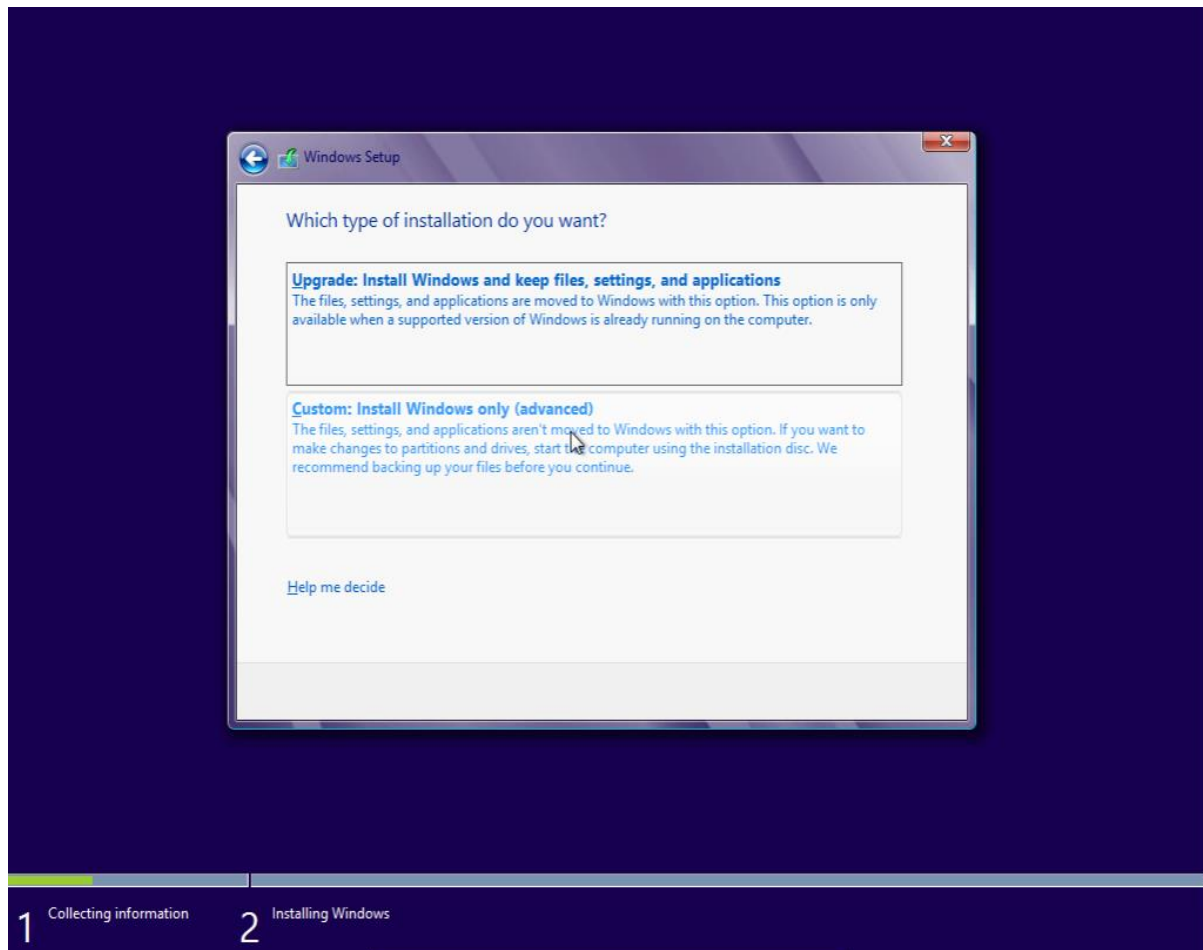 Windows Setup
Which type of installation do you want?
Upgrade: Install Windows and keep files, settings, and applications
The files, settings, and applications are moved to Windows with this option. This option is only
available when a supported version of Windows is already running on the computer.
Custom: Install Windows only (advanced)
The files, settings, and applications aren't moved to Windows with this option. If you want to
make changes to partitions and drives, start the computer using the installation disc. We
recommend backing up your files before you continue.
Help me decide
1 Collecting information 2 Installing Windows